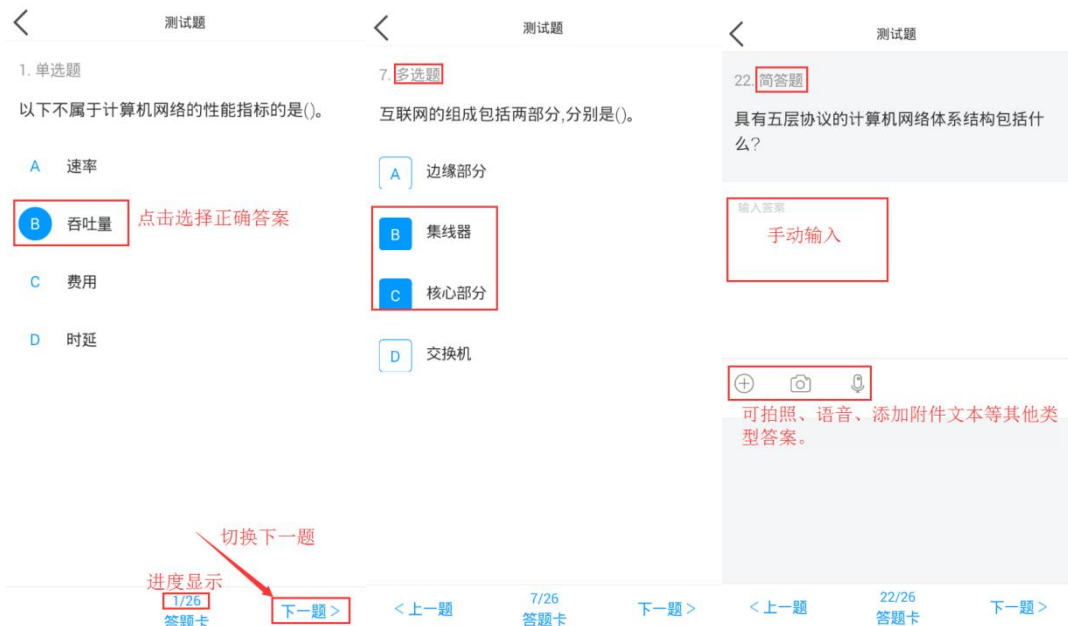 测试题
1. 单选题
以下不属于计算机网络的性能指标的是()。
A 速率
B 吞吐量
点击选择正确答案
C 费用
D 时延
切换下一题
进度显示
1/26
答题卡
下一题 >
测试题
7. 多选题
互联网的组成包括两部分,分别是()。
A 边缘部分
B 集线器
C 核心部分
D 交换机
< 上一题
7/26
答题卡
下一题 >
测试题
22. 简答题
具有五层协议的计算机网络体系结构包括什
么?
输入答案
手动输入
可拍照、语音、添加附件文本等其他类
型答案。
< 上一题
22/26
答题卡
下一题 >